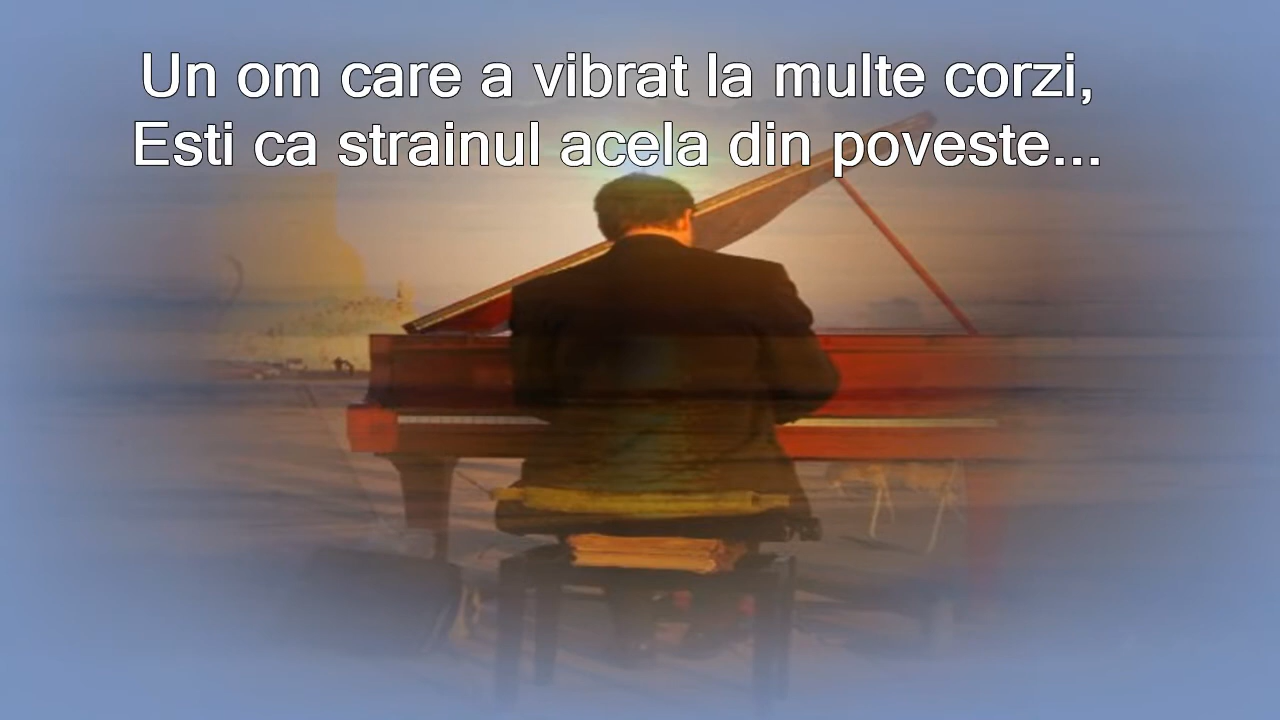 Un om care a vibrat la multe corzi,
Esti ca strainul acela din poveste...